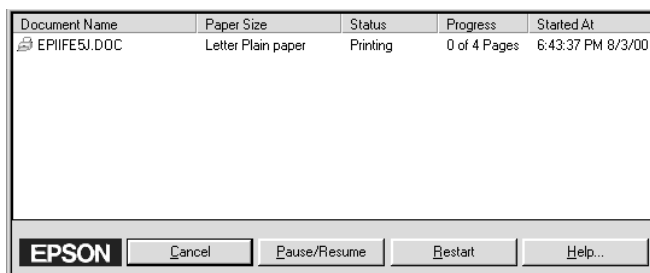 Document Name Paper Size Status Progress Started At
EPIIFE5J.DOC Letter Plain paper Printing 0 of 4 Pages 6:43:37 PM 8/3/00
EPSON Cancel Pause/Resume Restart Help...